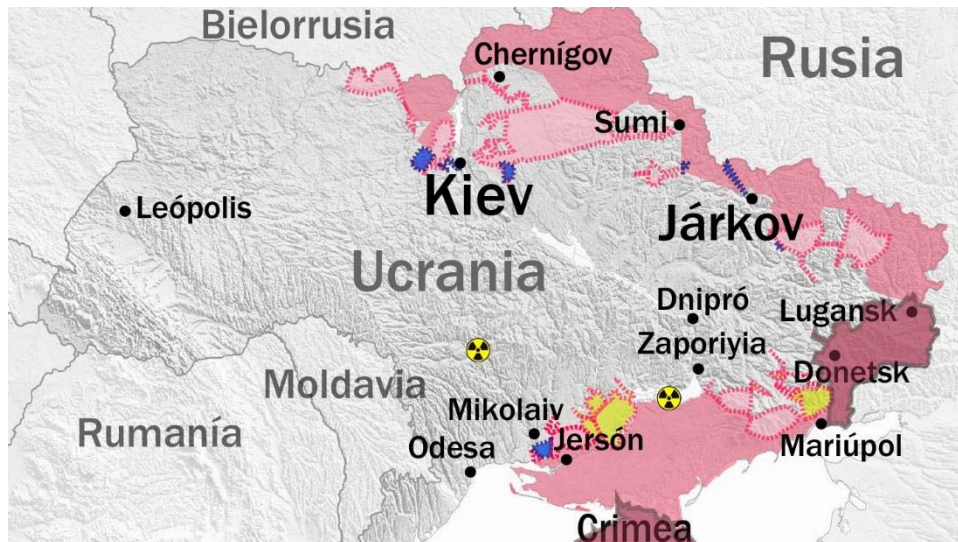 Bielorrusia
Chernígov
Rusia
Sumi
Kiev
Leópolis
Járkov
Ucrania
Dnipró
Lugansk
Zaporiyia
Donetsk
Moldavia
Mikolaiv
Rumanía
Odesa
Jersón
Mariúpol
Crimea